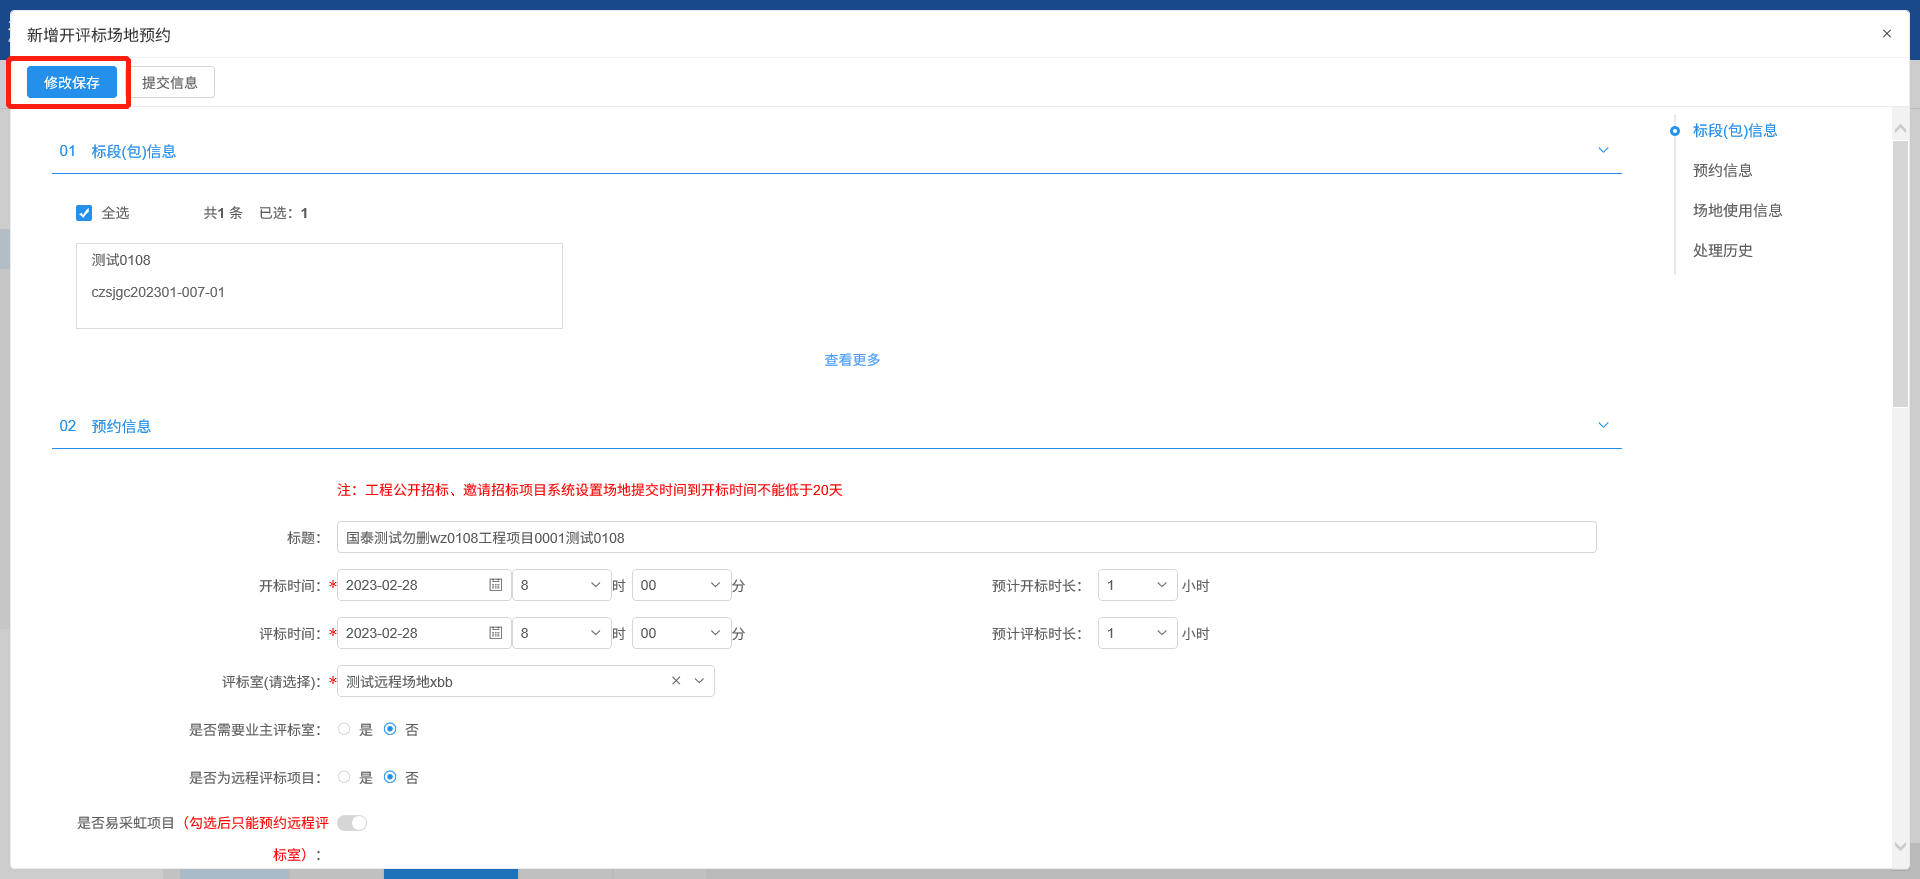 新增开评标场地预约
修改保存 提交信息
01 标段(包)信息
全选 共1 条 已选：1
测试0108
czsjgc202301-007-01
查看更多
02 预约信息
注：工程公开招标、邀请招标项目系统设置场地提交时间到开标时间不能低于20天
标题： 国泰测试勿删wz0108工程项目0001测试0108
开标时间：*2023-02-28 8 时 00 分 预计开标时长： 1 小时
评标时间：*2023-02-28 8 时 00 分 预计评标时长： 1 小时
评标室(请选择)：*测试远程场地xbb
是否需要业主评标室： 是 否
是否为远程评标项目： 是 否
是否易采虹项目（勾选后只能预约远程评
标室）：
标段(包)信息
预约信息
场地使用信息
处理历史